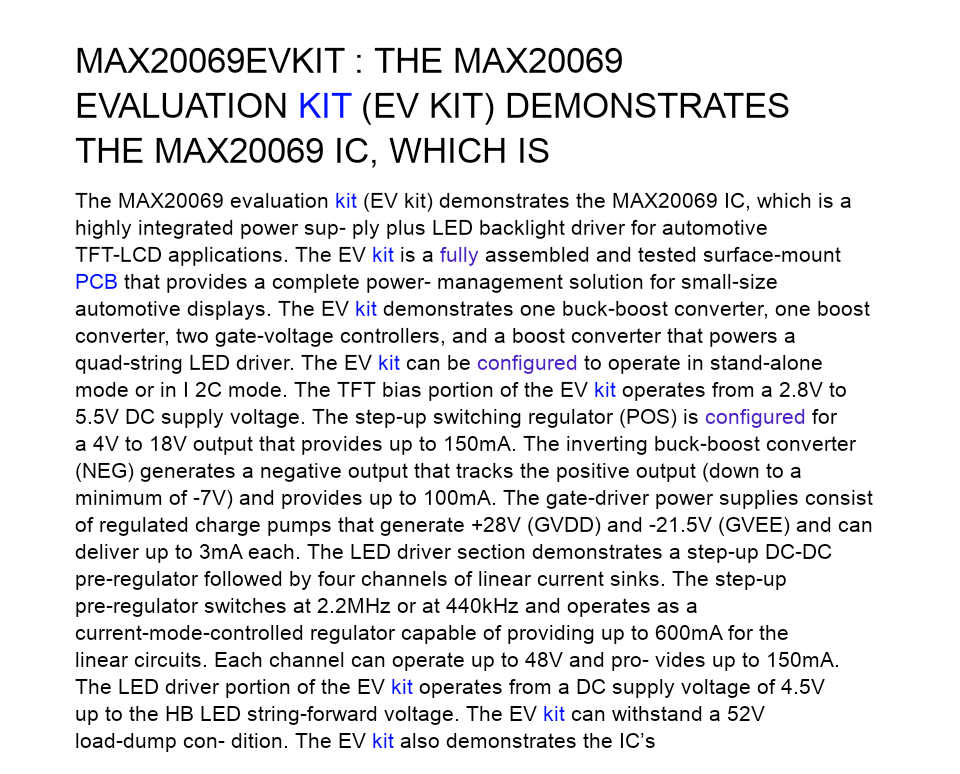 MAX20069EVKIT : THE MAX20069
EVALUATION KIT (EV KIT) DEMONSTRATES
THE MAX20069 IC, WHICH IS
The MAX20069 evaluation kit (EV kit) demonstrates the MAX20069 IC, which is a
highly integrated power sup- ply plus LED backlight driver for automotive
TFT-LCD applications. The EV kit is a fully assembled and tested surface-mount
PCB that provides a complete power- management solution for small-size
automotive displays. The EV kit demonstrates one buck-boost converter, one boost
converter, two gate-voltage controllers, and a boost converter that powers a
quad-string LED driver. The EV kit can be configured to operate in stand-alone
mode or in I 2C mode. The TFT bias portion of the EV kit operates from a 2.8V to
5.5V DC supply voltage. The step-up switching regulator (POS) is configured for
a 4V to 18V output that provides up to 150mA. The inverting buck-boost converter
(NEG) generates a negative output that tracks the positive output (down to a
minimum of -7V) and provides up to 100mA. The gate-driver power supplies consist
of regulated charge pumps that generate +28V (GVDD) and -21.5V (GVEE) and can
deliver up to 3mA each. The LED driver section demonstrates a step-up DC-DC
pre-regulator followed by four channels of linear current sinks. The step-up
pre-regulator switches at 2.2MHz or at 440kHz and operates as a
current-mode-controlled regulator capable of providing up to 600mA for the
linear circuits. Each channel can operate up to 48V and pro- vides up to 150mA.
The LED driver portion of the EV kit operates from a DC supply voltage of 4.5V
up to the HB LED string-forward voltage. The EV kit can withstand a 52V
load-dump con- dition. The EV kit also demonstrates the IC’s